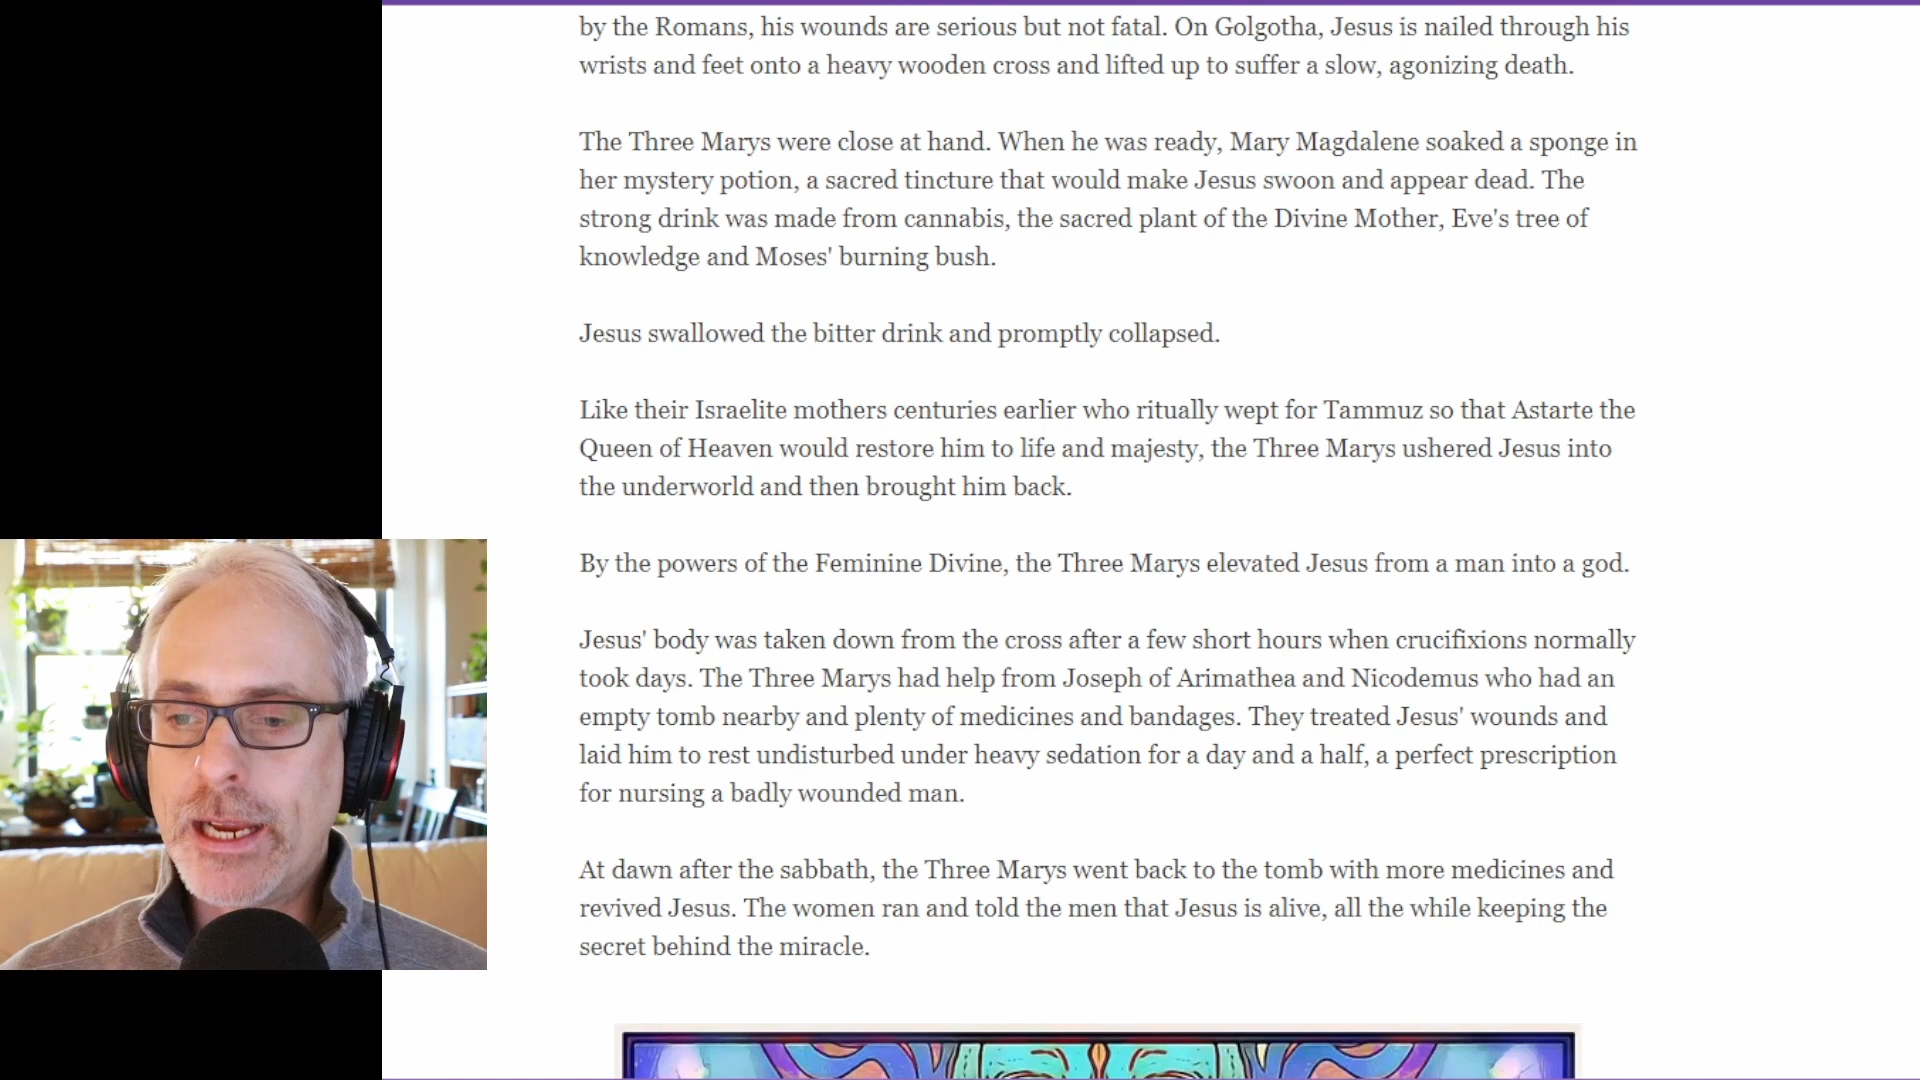 by the Romans, his wounds are serious but not fatal. On Golgotha, Jesus is nailed through his
wrists and feet onto a heavy wooden cross and lifted up to suffer a slow, agonizing death.
The Three Marys were close at hand. When he was ready, Mary Magdalene soaked a sponge in
her mystery potion, a sacred tincture that would make Jesus swoon and appear dead. The
strong drink was made from cannabis, the sacred plant of the Divine Mother, Eve's tree of
knowledge and Moses' burning bush.
Jesus swallowed the bitter drink and promptly collapsed.
Like their Israelite mothers centuries earlier who ritually wept for Tammuz so that Astarte the
Queen of Heaven would restore him to life and majesty, the Three Marys ushered Jesus into
the underworld and then brought him back.
By the powers of the Feminine Divine, the Three Marys elevated Jesus from a man into a god.
Jesus' body was taken down from the cross after a few short hours when crucifixions normally
took days. The Three Marys had help from Joseph of Arimathea and Nicodemus who had an
empty tomb nearby and plenty of medicines and bandages. They treated Jesus' wounds and
laid him to rest undisturbed under heavy sedation for a day and a half, a perfect prescription
for nursing a badly wounded man.
At dawn after the sabbath, the Three Marys went back to the tomb with more medicines and
revived Jesus. The women ran and told the men that Jesus is alive, all the while keeping the
secret behind the miracle.